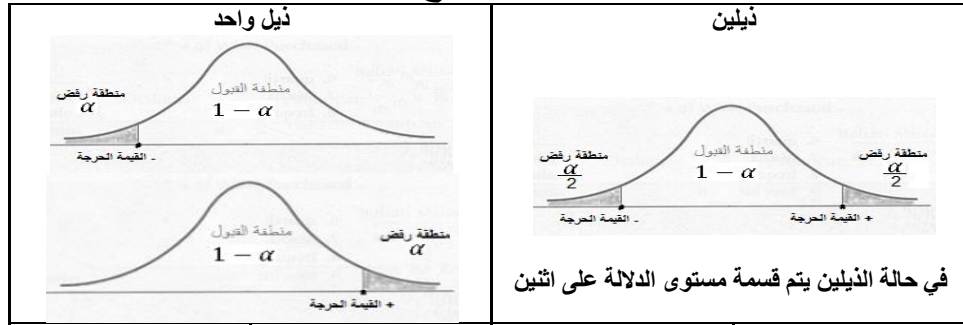 ذيل واحد
منطقة رفض
α
منطقة القبول
1 − α
- القيمة الحرجة
منطقة القبول
1 − α
منطقة رفض
α
+ القيمة الحرجة
ذيلين
منطقة رفض
α/2
منطقة القبول
1 − α
منطقة رفض
α/2
- القيمة الحرجة
+ القيمة الحرجة
في حالة الذيلين يتم قسمة مستوى الدلالة على اثنين